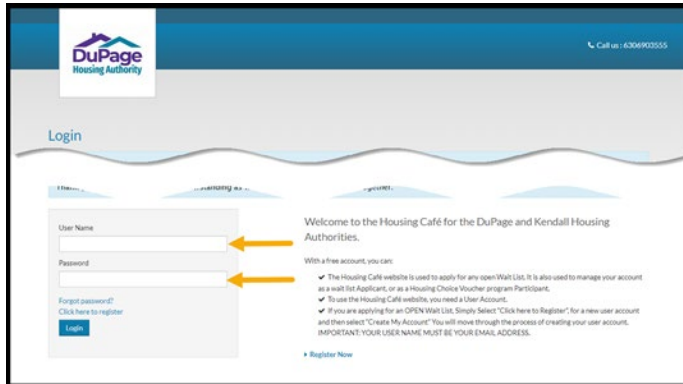 DuPage
Housing Authority
Call us : 6306903555
Login
User Name
Password
Forgot password?
Click here to register
Login
Welcome to the Housing Café for the DuPage and Kendall Housing
Authorities.
With a free account, you can:
✔ The Housing Café website is used to apply for any open Wait List. It is also used to manage your account
as a wait list Applicant, or as a Housing Choice Voucher program Participant.
✔ To use the Housing Café website, you need a User Account.
✔ If you are applying for an OPEN Wait List, Simply Select "Click here to Register", for a new user account
and then select "Create My Account" You will move through the process of creating your user account.
IMPORTANT: YOUR USER NAME MUST BE YOUR EMAIL ADDRESS.
Register Now